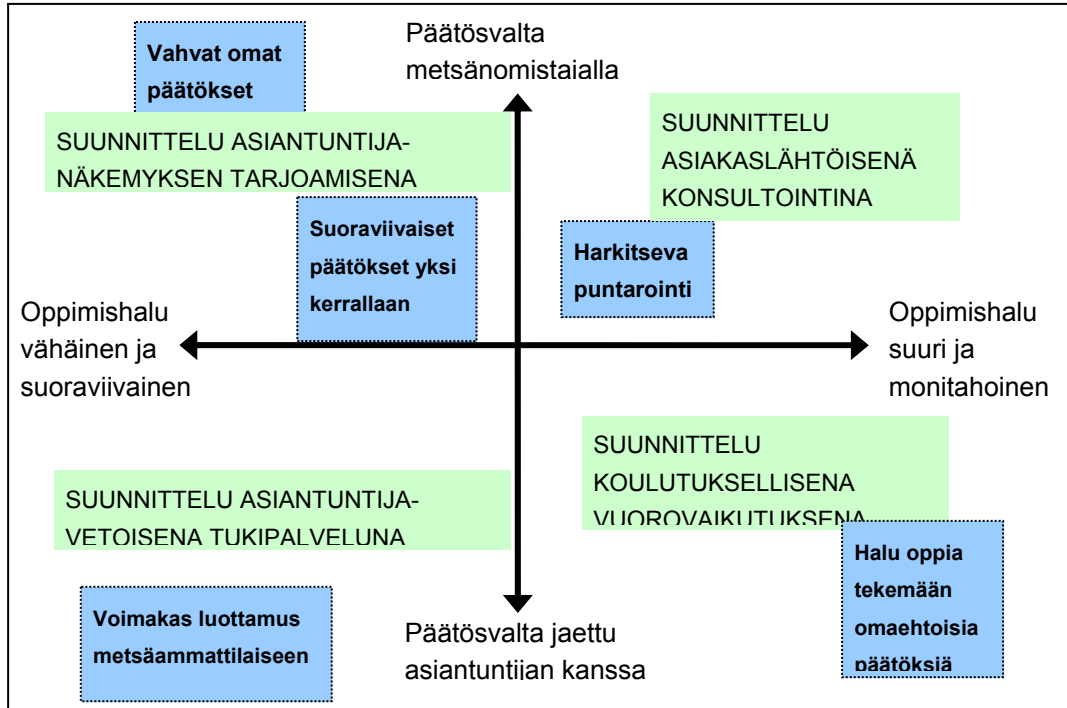 Vahvat omat
päätökset
Päätösvalta
metsänomistajalla
SUUNNITTELU ASIANTUNTIJA-
NÄKEMYKSEN TARJOAMISENA
SUUNNITTELU
ASIAKASLÄHTÖISENÄ
KONSULTOINTINA
Suoraviivaiset
päätökset yksi
kerrallaan
Harkitseva
puntarointi
Oppimishalu
vähäinen ja
suoraviivainen
Oppimishalu
suuri ja
monitahoinen
SUUNNITTELU ASIANTUNTIJA-
VETOISENA TUKIPALVELUNA
SUUNNITTELU
KOULUTUKSELLISENA
VUOROVAIKUTUKSENA
Voimakas luottamus
metsäammattilaiseen
Päätösvalta jaettu
asiantuntijan kanssa
Halu oppia
tekemään
omaehtoisia
päätöksiä